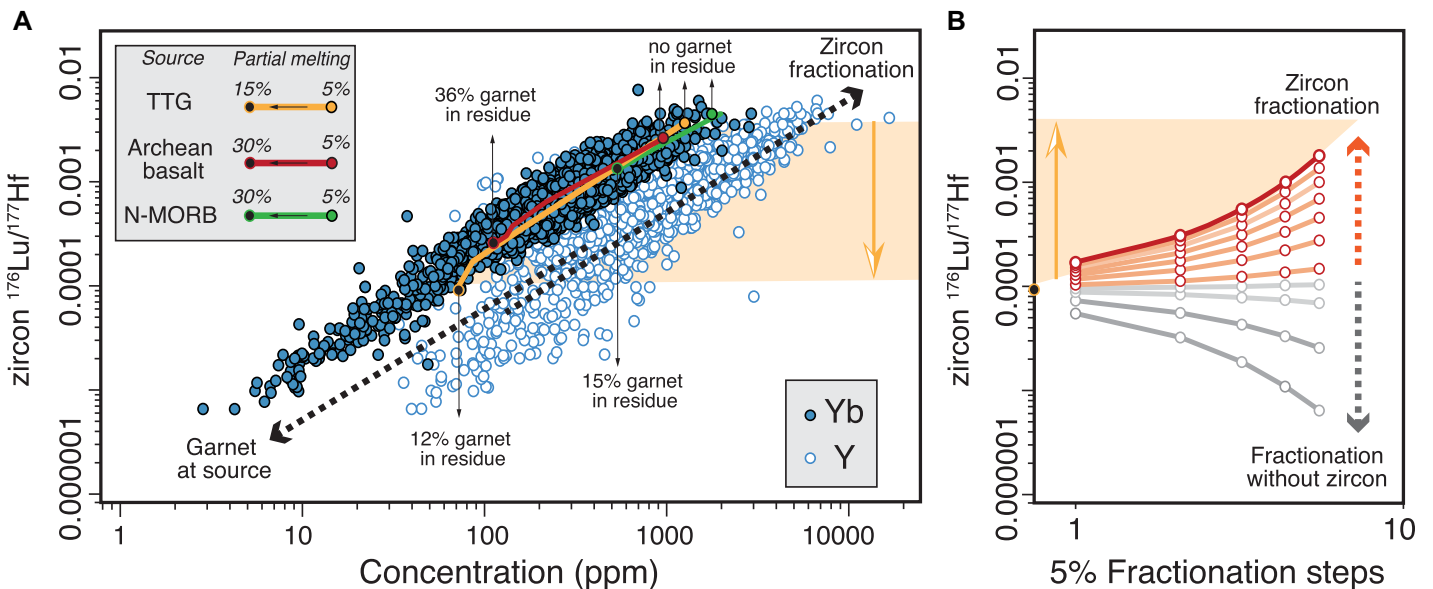 A
Source Partial melting
15% 5%
TTG
30% 5%
Archean
basalt
30% 5%
N-MORB
36% garnet
in residue
no garnet
in residue
Zircon
fractionation
15% garnet
in residue
12% garnet
in residue
Garnet
at source
Yb
Y
0.01
0.001
0.0001
0.000001
zircon ¹⁷⁶Lu/¹⁷⁷Hf
1 10 100 1000 10000
Concentration (ppm)
B
Zircon
fractionation
Fractionation
without zircon
0.01
0.001
0.0001
0.000001
zircon ¹⁷⁶Lu/¹⁷⁷Hf
1 10
5% Fractionation steps